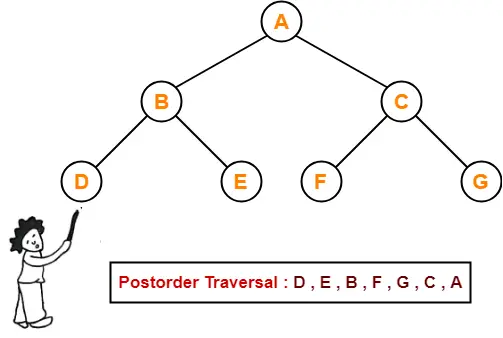 A
B C
D E F G
Postorder Traversal : D , E , B , F , G , C , A